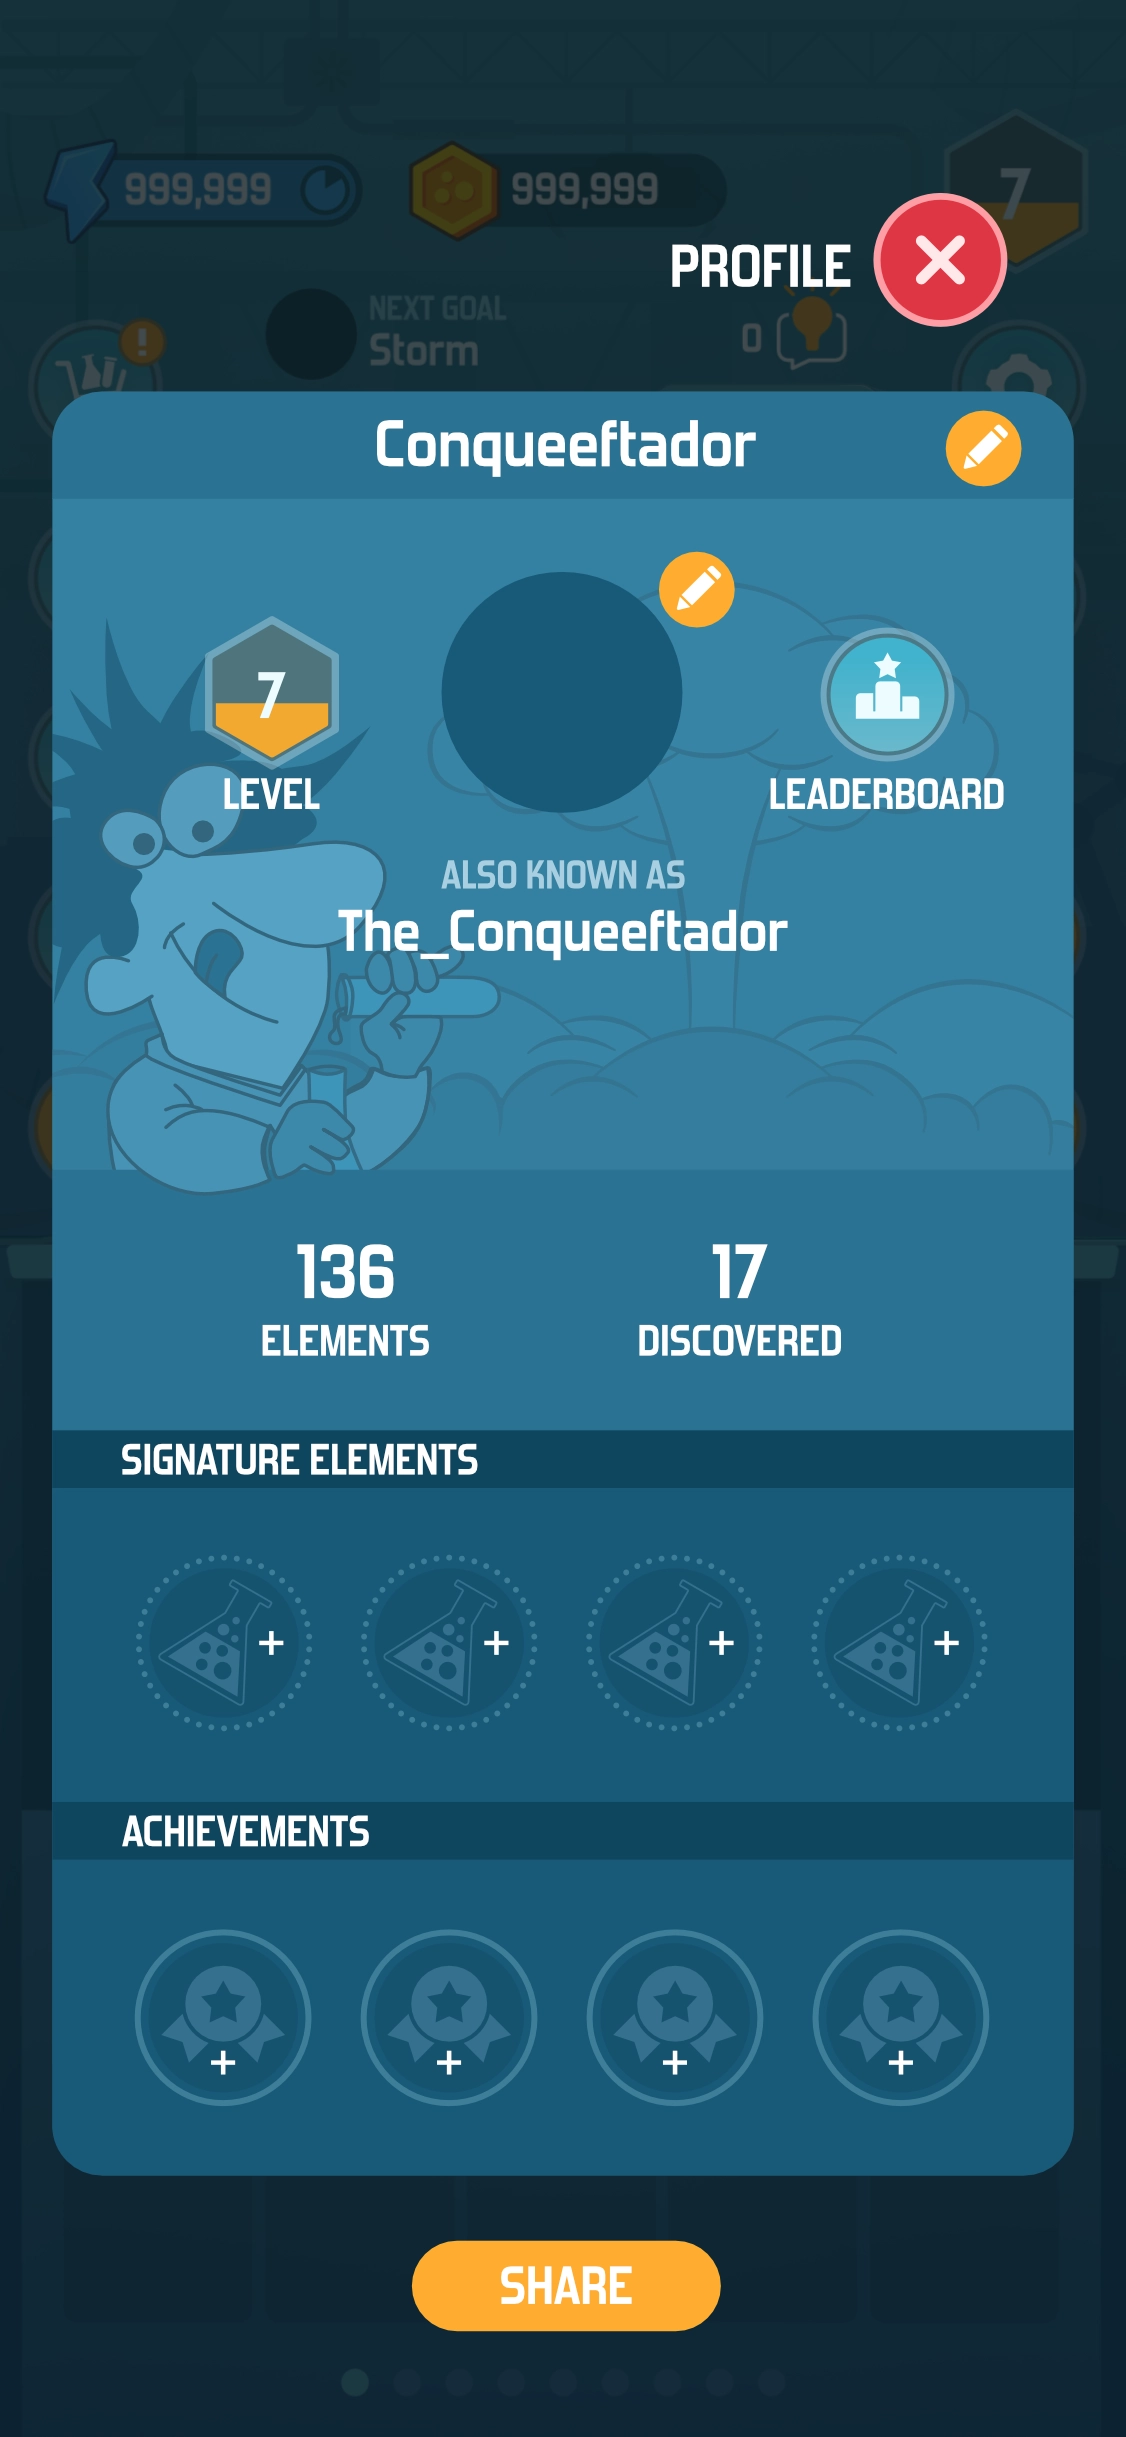 999,999
999,999
7
PROFILE
NEXT GOAL
Storm
0
!
Conqueeftador
7
LEVEL
LEADERBOARD
ALSO KNOWN AS
The_Conqueeftador
136
ELEMENTS
17
DISCOVERED
SIGNATURE ELEMENTS
+ + + +
ACHIEVEMENTS
+ + + +
SHARE